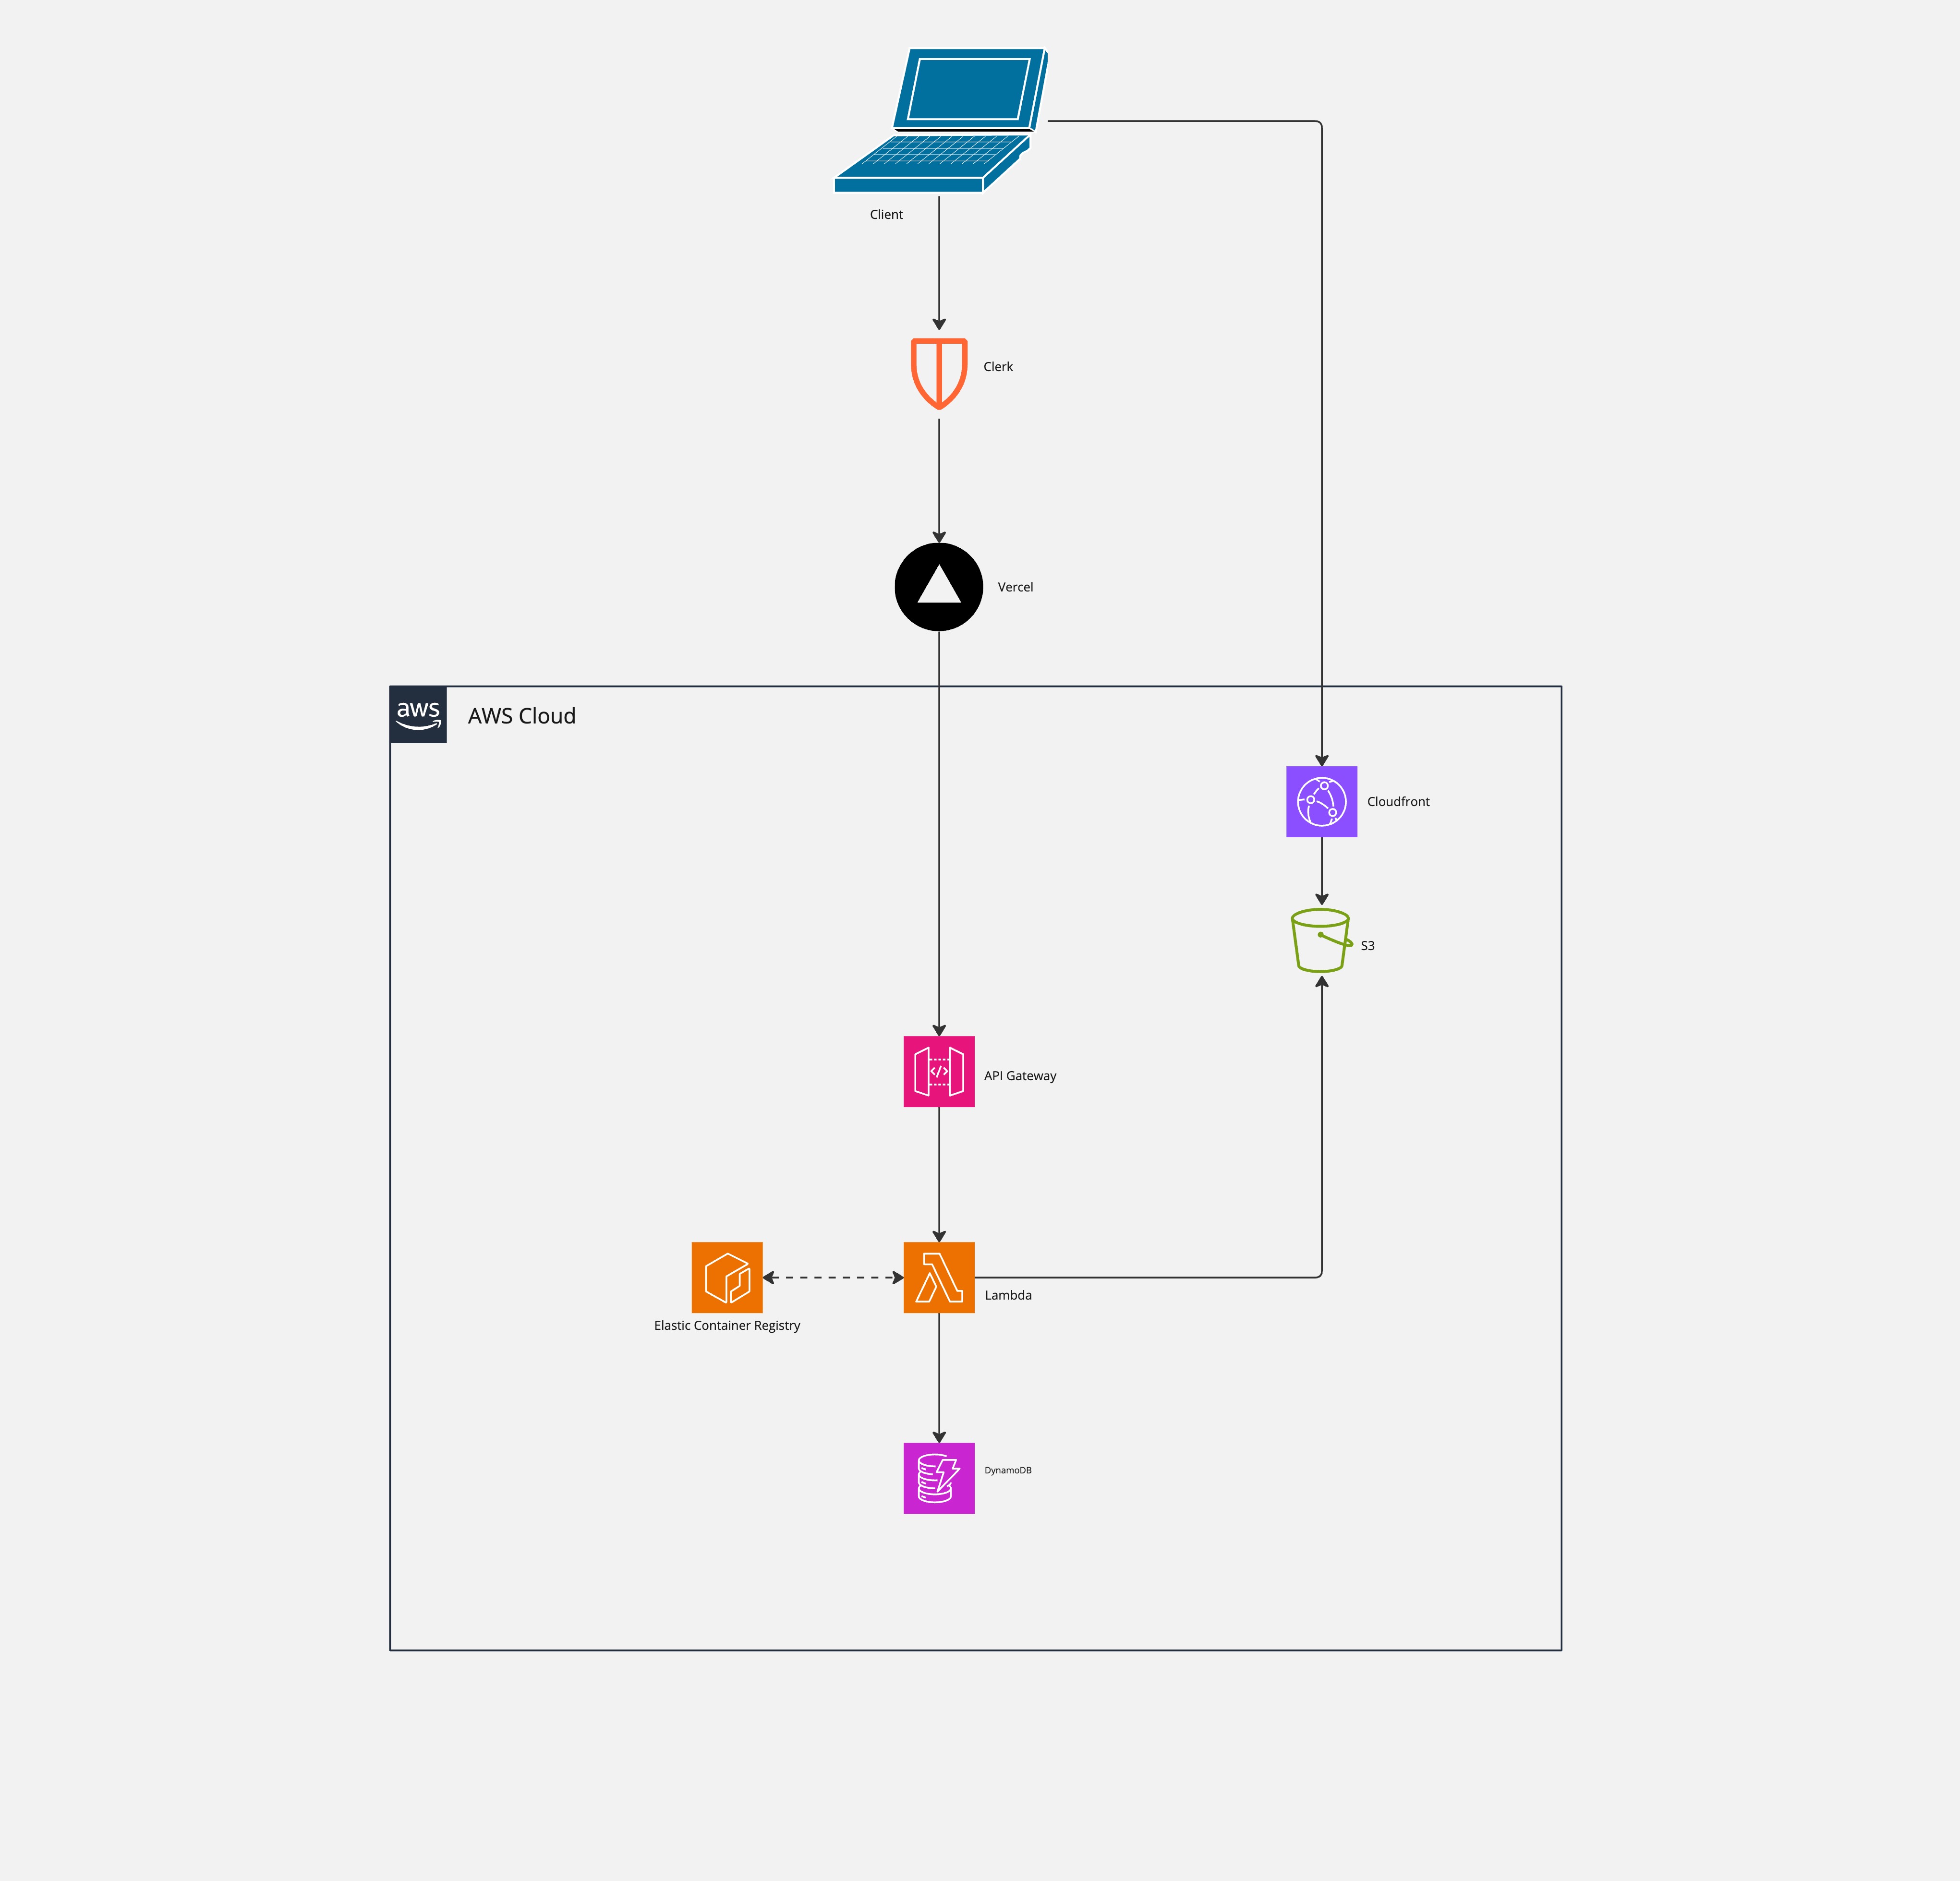 Client
Clerk
Vercel
aws
AWS Cloud
Cloudfront
S3
API Gateway
</>
Lambda
Elastic Container Registry
DynamoDB